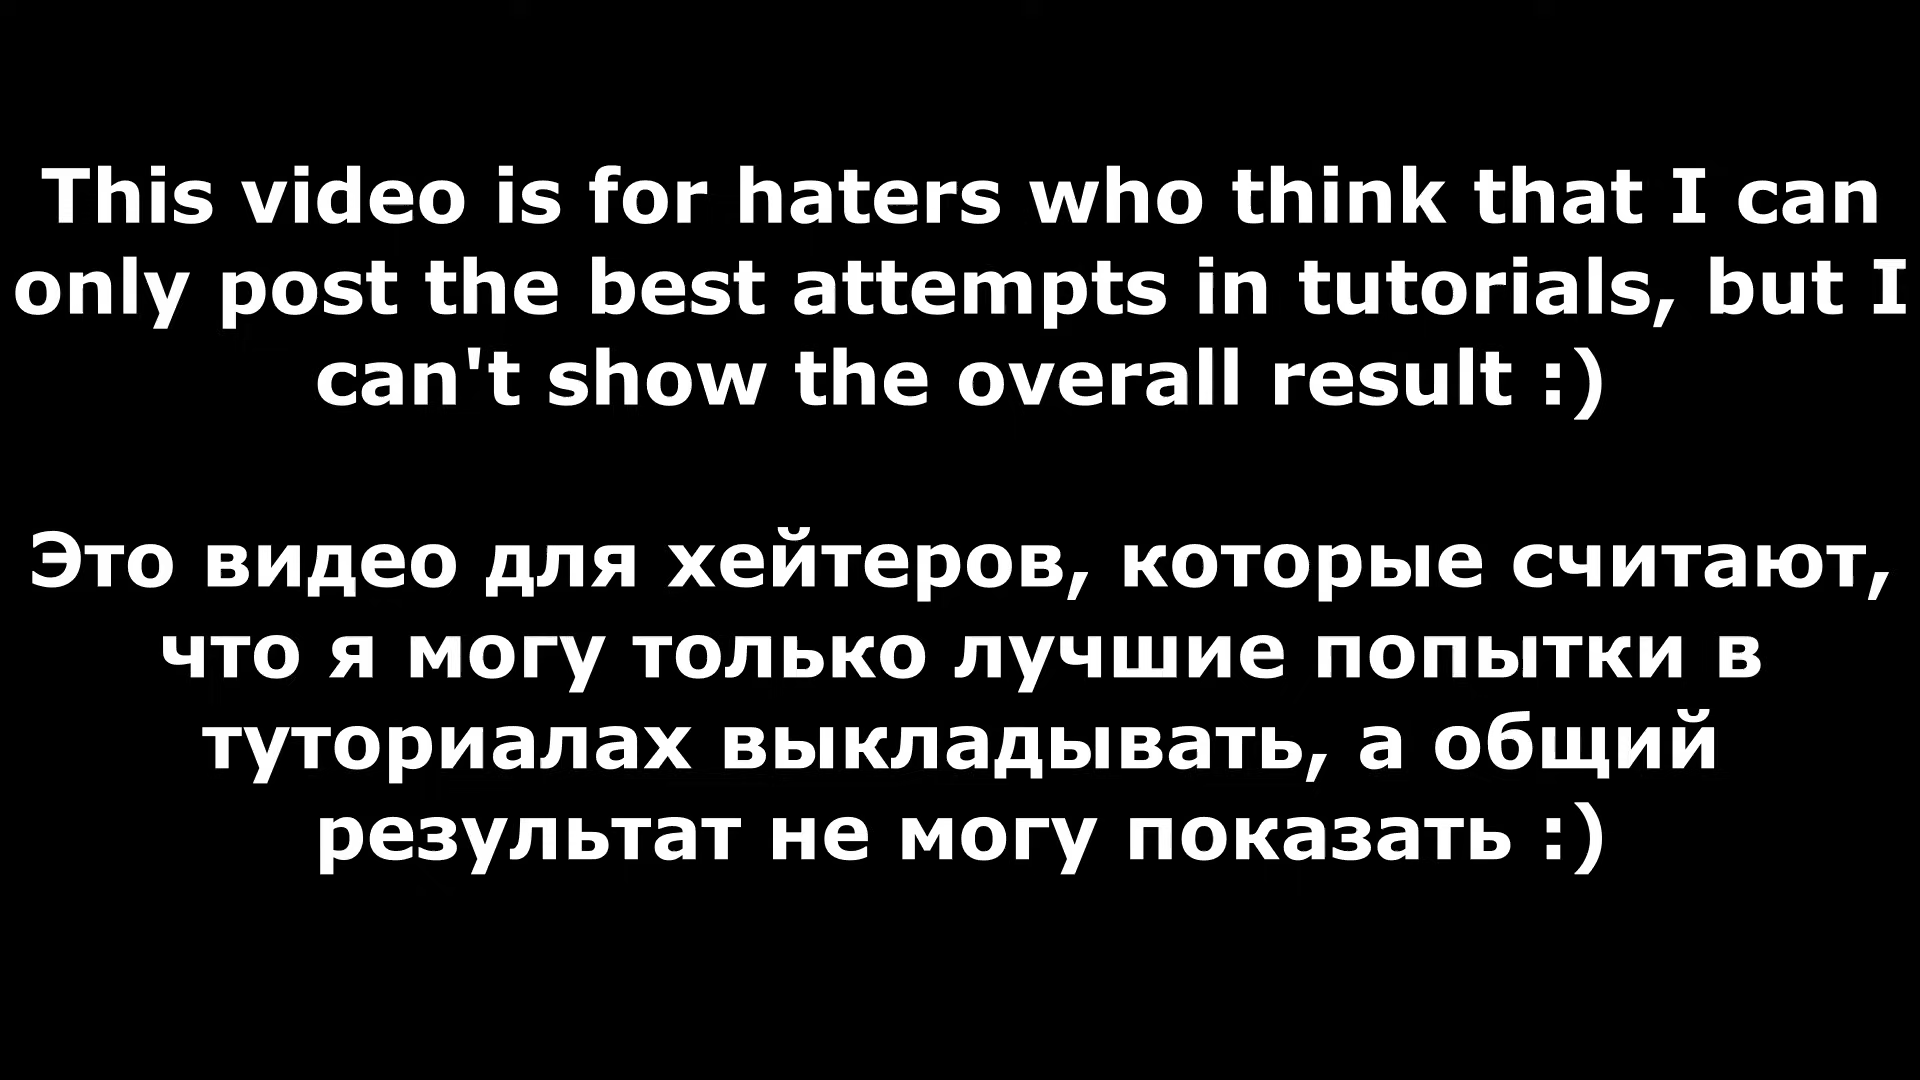 This video is for haters who think that I can
only post the best attempts in tutorials, but I
can't show the overall result :)
Это видео для хейтеров, которые считают,
что я могу только лучшие попытки в
туториалах выкладывать, а общий
результат не могу показать :)